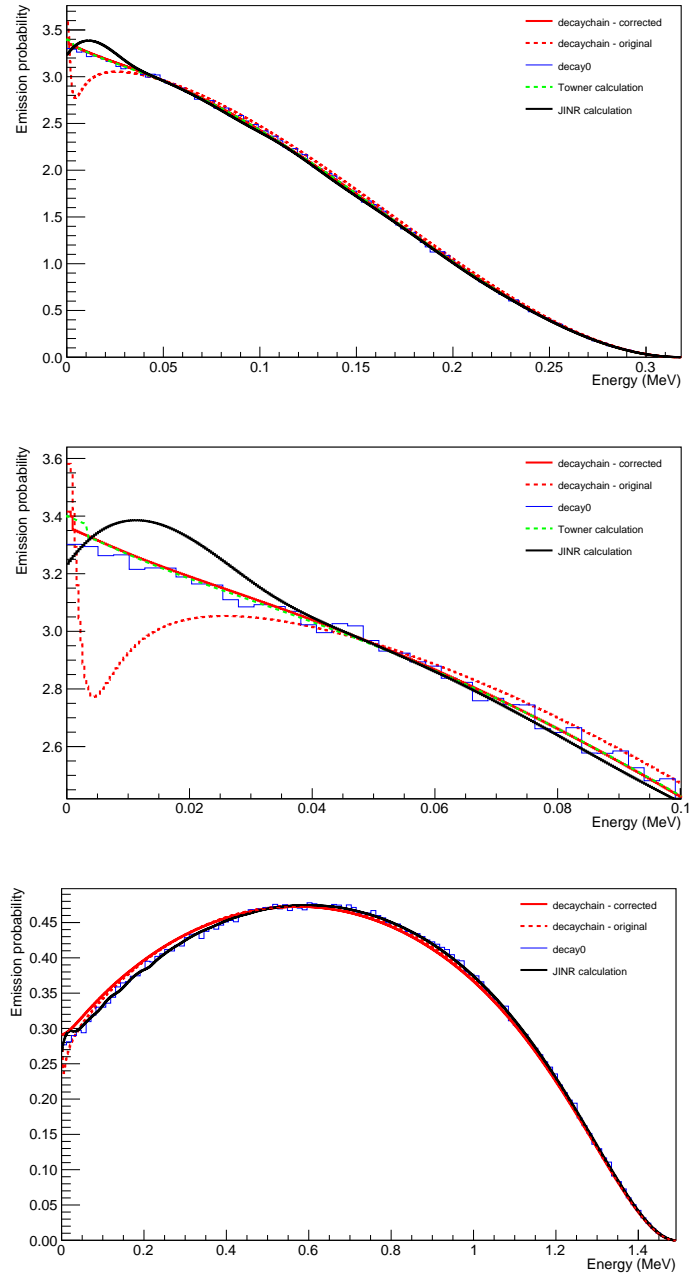 Emission probability
3.5
3.0
2.5
2.0
1.5
1.0
0.5
0.0
decaychain - corrected
decaychain - original
decay0
Towner calculation
JINR calculation
0 0.05 0.1 0.15 0.2 0.25 0.3
Energy (MeV)
Emission probability
3.6
3.4
3.2
3.0
2.8
2.6
decaychain - corrected
decaychain - original
decay0
Towner calculation
JINR calculation
0 0.02 0.04 0.06 0.08 0.1
Energy (MeV)
Emission probability
0.45
0.40
0.35
0.30
0.25
0.20
0.15
0.10
0.05
0.00
decaychain - corrected
decaychain - original
decay0
JINR calculation
0 0.2 0.4 0.6 0.8 1.0 1.2 1.4
Energy (MeV)